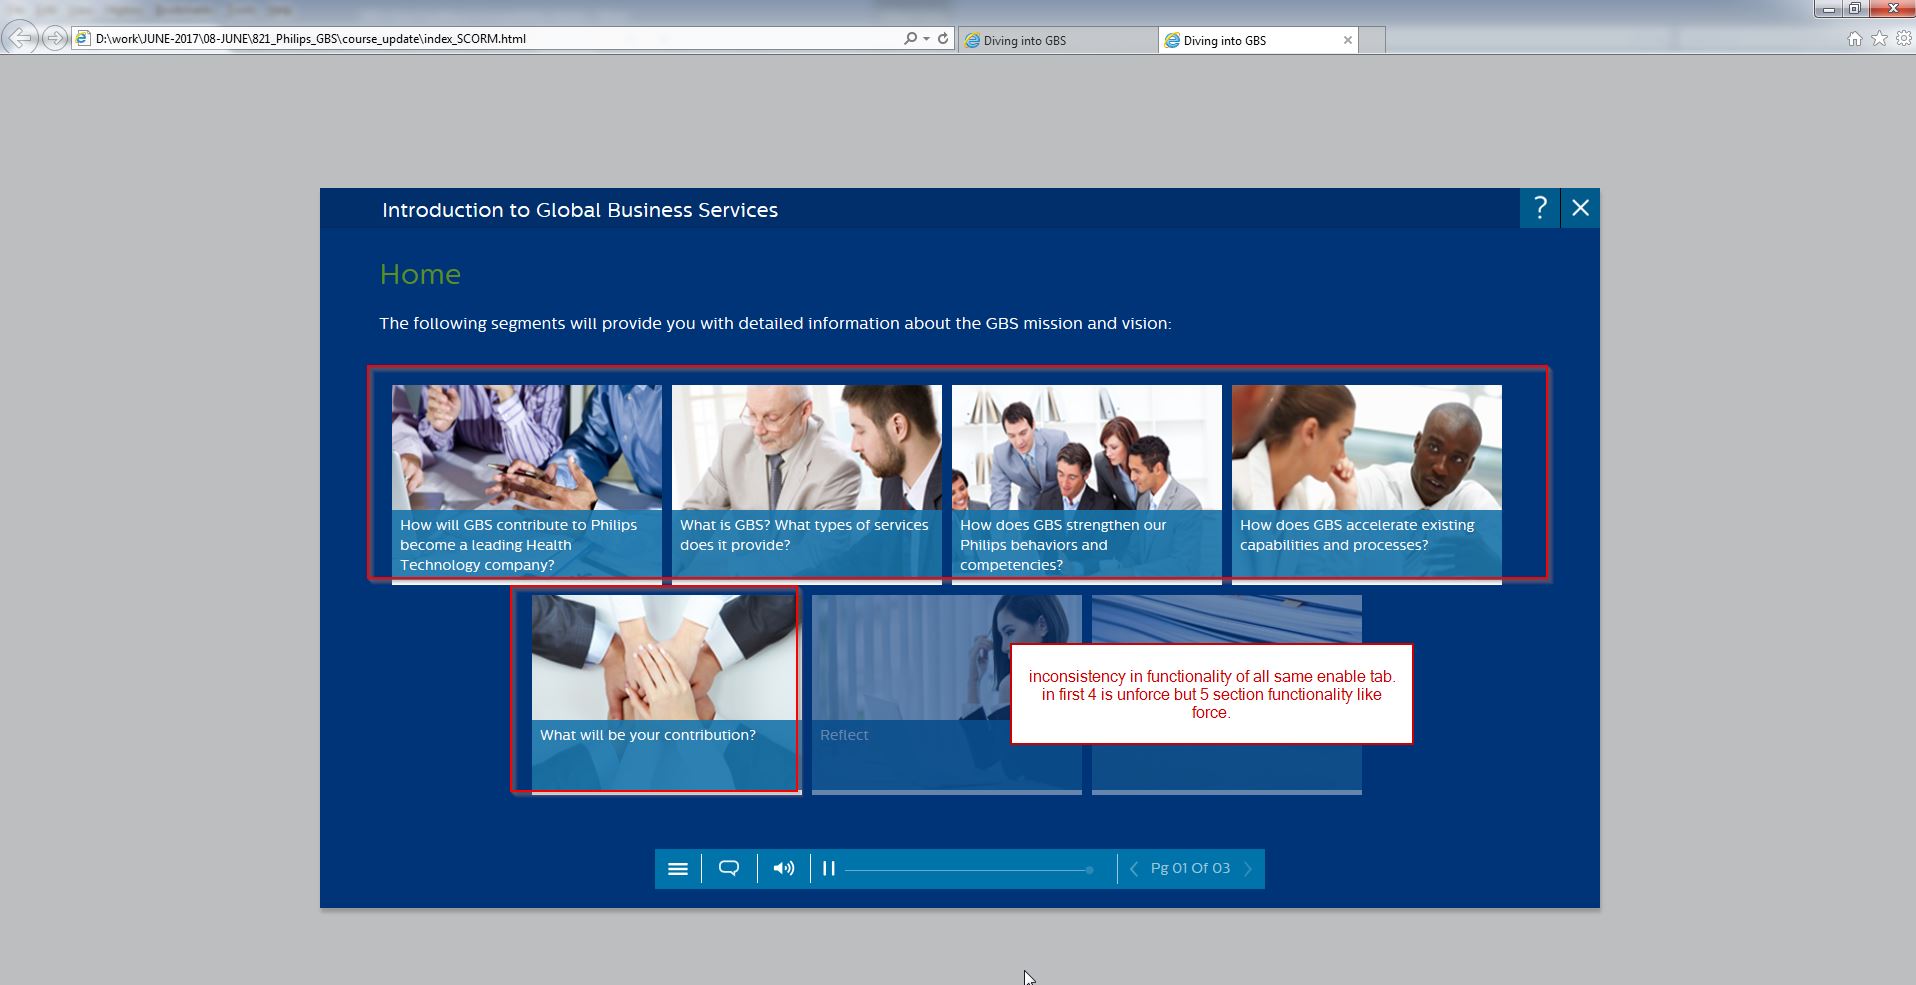 D:\work\JUNE-2017\08-JUNE\821_Philips_GBS\course_update\index_SCORM.html
Diving into GBS
Diving into GBS
Introduction to Global Business Services
?
Home
The following segments will provide you with detailed information about the GBS mission and vision:
How will GBS contribute to Philips
become a leading Health
Technology company?
What is GBS? What types of services
does it provide?
How does GBS strengthen our
Philips behaviors and
competencies?
How does GBS accelerate existing
capabilities and processes?
What will be your contribution?
Reflect
inconsistency in functionality of all same enable tab.
in first 4 is unforce but 5 section functionality like
force.
Pg 01 Of 03